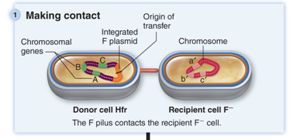 1 Making contact
Origin of
transfer
Integrated
F plasmid
Chromosomal
genes
Chromosome
B
C
A
a
b
c
Donor cell Hfr
Recipient cell F⁻
The F pilus contacts the recipient F⁻ cell.